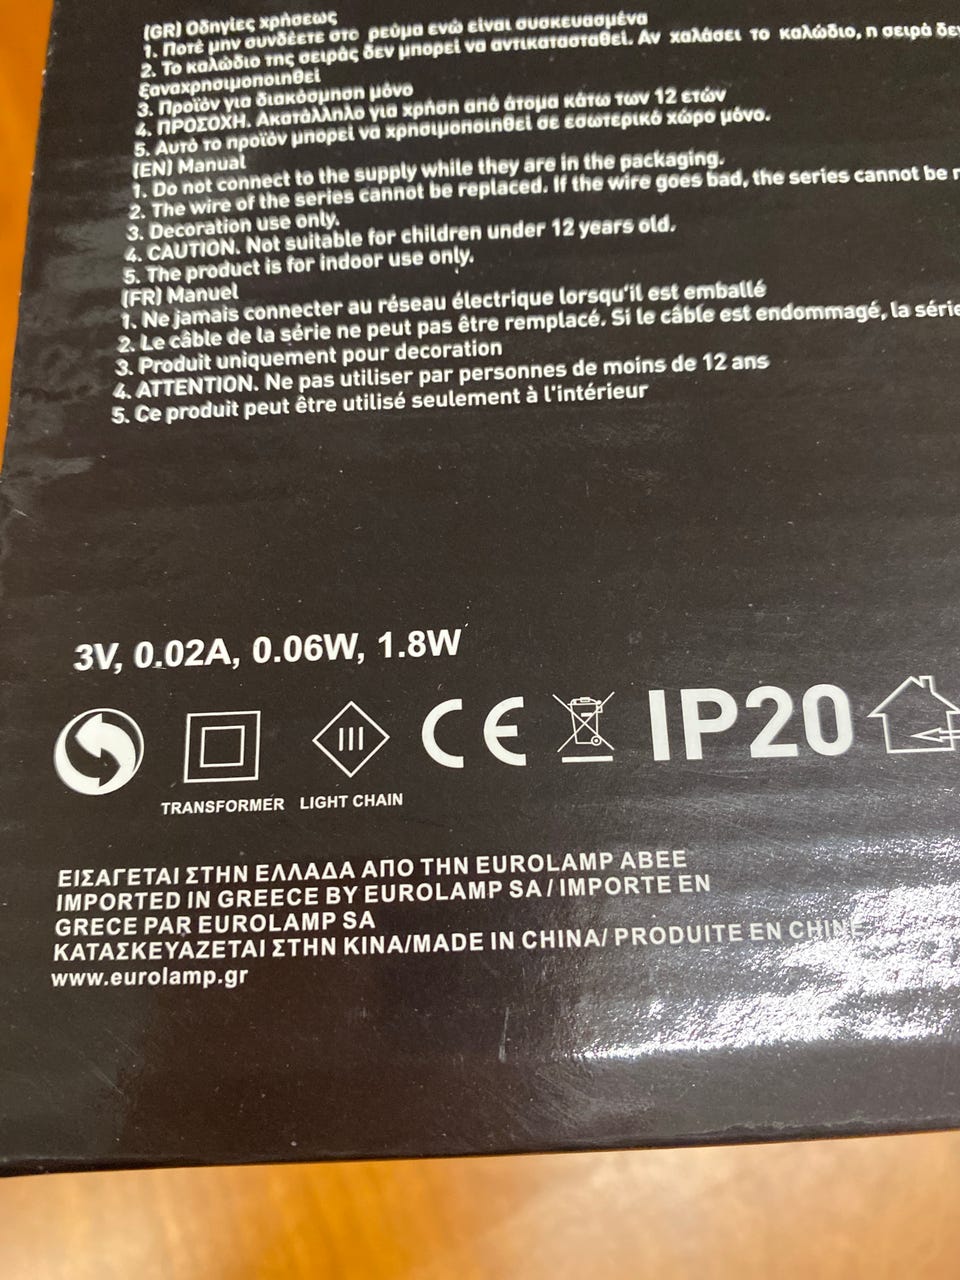 (GR) Οδηγίες χρήσεως
1. Ποτέ μην συνδέετε στο ρεύμα ενώ είναι συσκευασμένα
2. Το καλώδιο της σειράς δεν μπορεί να αντικατασταθεί. Αν χαλάσει το καλώδιο, η σειρά δεν
ξαναχρησιμοποιηθεί
3. Προϊόν για διακόσμηση μόνο
4. ΠΡΟΣΟΧΗ. Ακατάλληλο για χρήση από άτομα κάτω των 12 ετών
5. Αυτό το προϊόν μπορεί να χρησιμοποιηθεί σε εσωτερικό χώρο μόνο.
(EN) Manual
1. Do not connect to the supply while they are in the packaging.
2. The wire of the series cannot be replaced. If the wire goes bad, the series cannot be
3. Decoration use only.
4. CAUTION. Not suitable for children under 12 years old.
5. The product is for indoor use only.
(FR) Manuel
1. Ne jamais connecter au réseau électrique lorsqu'il est emballé
2. Le câble de la série ne peut pas être remplacé. Si le câble est endommagé, la série
3. Produit uniquement pour decoration
4. ATTENTION. Ne pas utiliser par personnes de moins de 12 ans
5. Ce produit peut être utilisé seulement à l'intérieur
3V, 0.02A, 0.06W, 1.8W
III
CE
IP20
TRANSFORMER LIGHT CHAIN
ΕΙΣΑΓΕΤΑΙ ΣΤΗΝ ΕΛΛΑΔΑ ΑΠΟ ΤΗΝ EUROLAMP ΑΒΕΕ
IMPORTED IN GREECE BY EUROLAMP SA / IMPORTE EN
GRECE PAR EUROLAMP SA
ΚΑΤΑΣΚΕΥΑΖΕΤΑΙ ΣΤΗΝ ΚΙΝΑ/MADE IN CHINA/ PRODUITE EN CHINE
www.eurolamp.gr